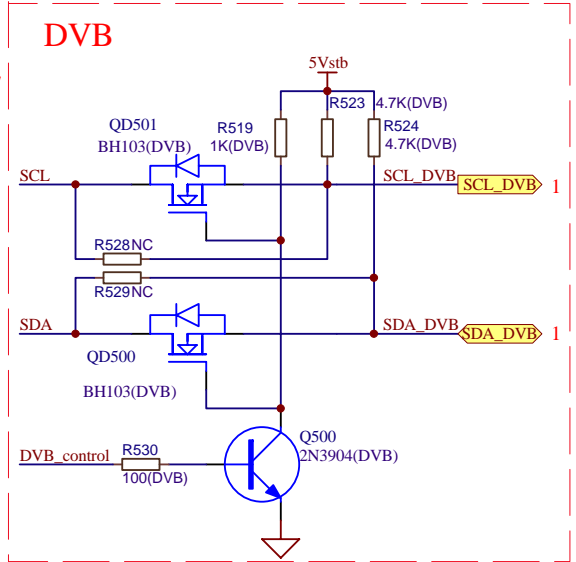 DVB
5Vstb
QD501
BH103(DVB)
R519
1K(DVB)
R523
4.7K(DVB)
R524
4.7K(DVB)
SCL
SCL_DVB
SCL_DVB
1
R528NC
R529NC
SDA
SDA_DVB
SDA_DVB
1
QD500
BH103(DVB)
DVB_control
R530
100(DVB)
Q500
2N3904(DVB)